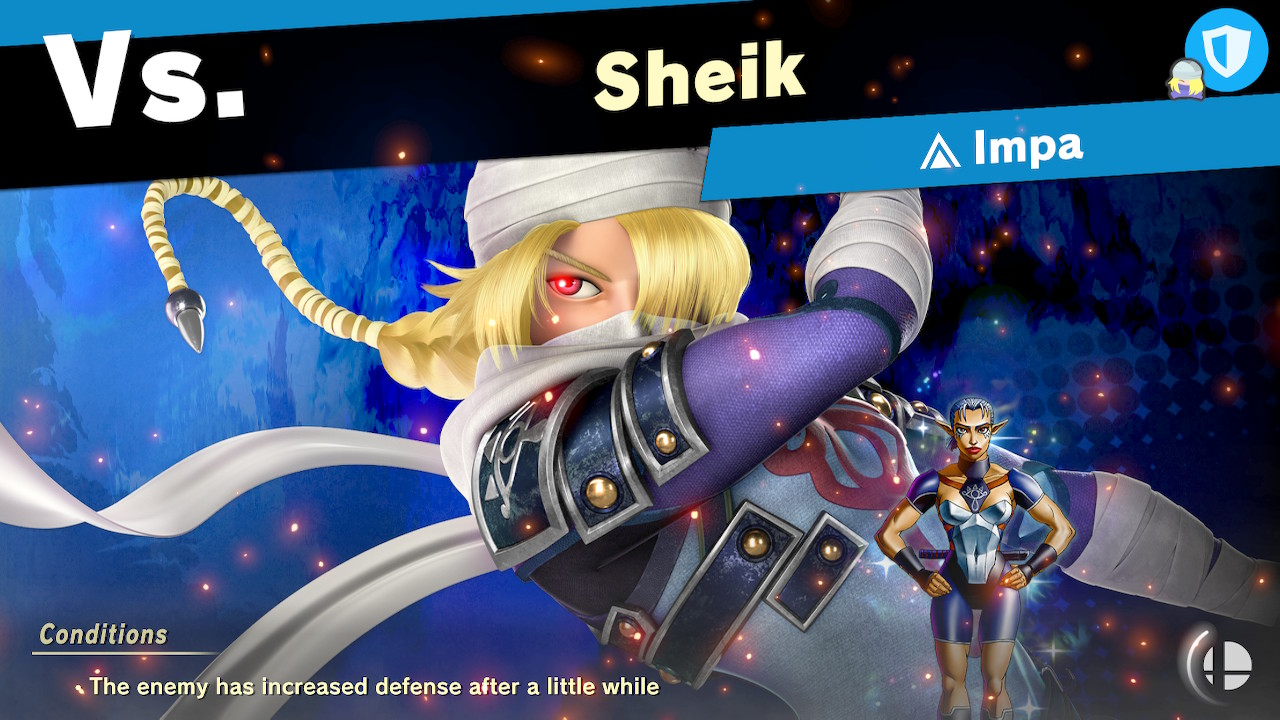 Vs.
Sheik
Impa
Conditions
The enemy has increased defense after a little while